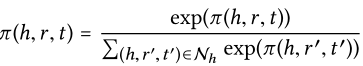 π(h, r, t) = exp(π(h, r, t)) / ∑_{(h, r′, t′) ∈ 𝒩_h} exp(π(h, r′, t′))